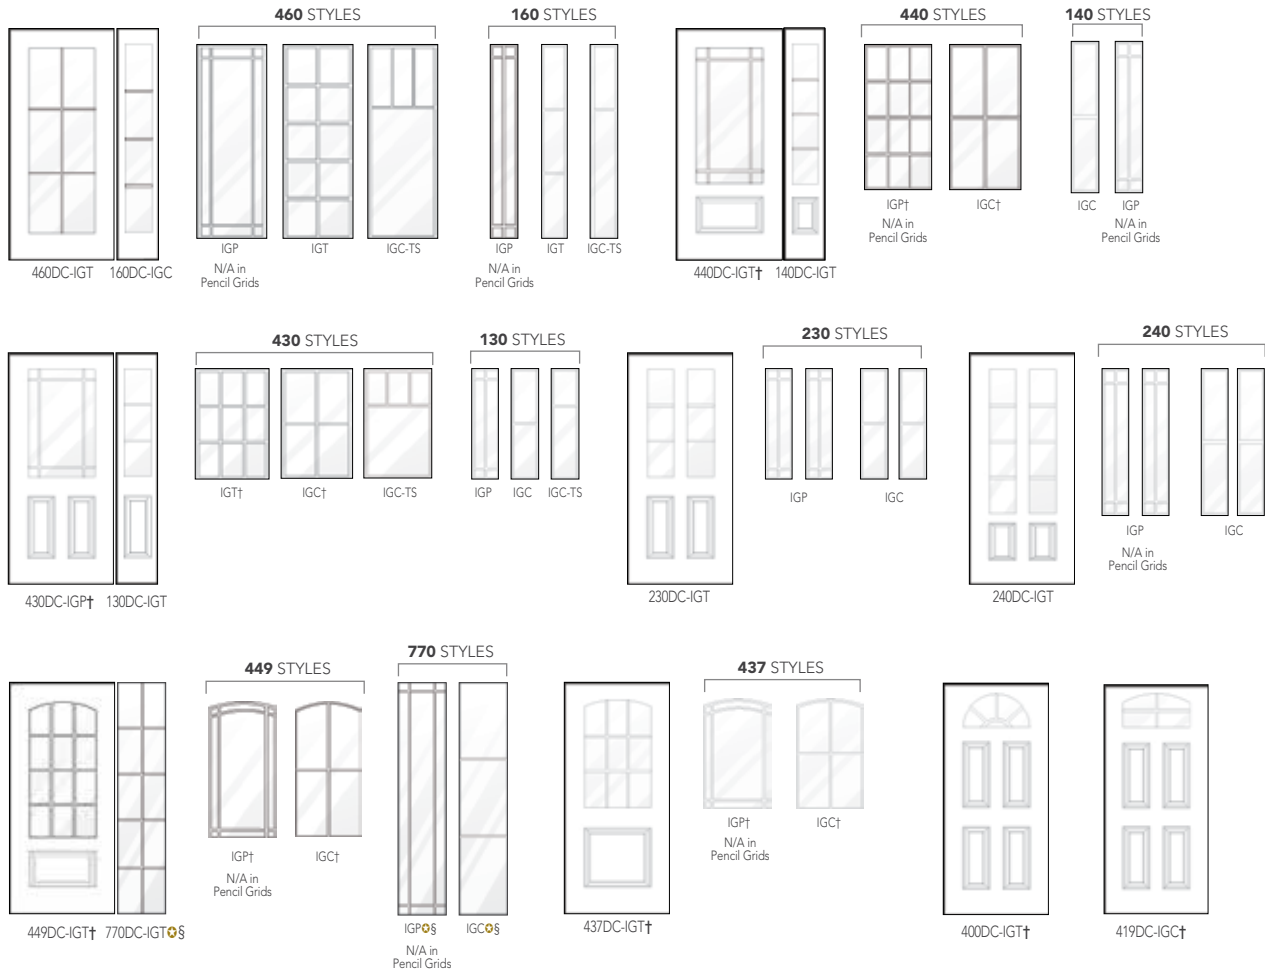 460 STYLES
160 STYLES
440 STYLES
140 STYLES
IGP
N/A in
Pencil Grids
IGT
IGC-TS
IGP
N/A in
Pencil Grids
IGT
IGC-TS
IGP†
N/A in
Pencil Grids
IGC†
IGC
IGP
N/A in
Pencil Grids
460DC-IGT
160DC-IGC
440DC-IGT†
140DC-IGT
430 STYLES
130 STYLES
230 STYLES
240 STYLES
IGT†
IGC†
IGC-TS
IGP
IGC
IGC-TS
IGP
IGC
IGP
N/A in
Pencil Grids
IGC
430DC-IGP†
130DC-IGT
230DC-IGT
240DC-IGT
449 STYLES
770 STYLES
437 STYLES
IGP†
N/A in
Pencil Grids
IGC†
IGP✪§
N/A in
Pencil Grids
IGC✪§
IGP†
N/A in
Pencil Grids
IGC†
449DC-IGT†
770DC-IGT✪§
437DC-IGT†
400DC-IGT†
419DC-IGC†